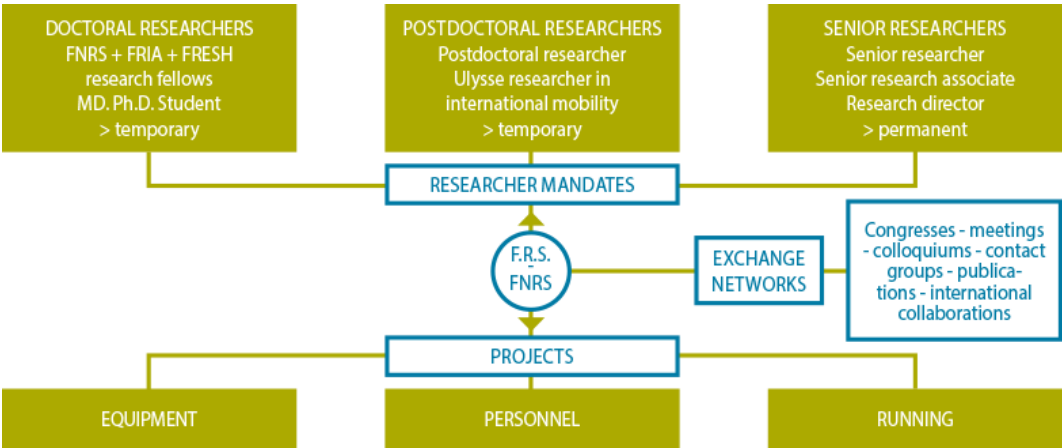 DOCTORAL RESEARCHERS
FNRS + FRIA + FRESH
research fellows
MD. Ph.D. Student
> temporary
POSTDOCTORAL RESEARCHERS
Postdoctoral researcher
Ulysse researcher in
international mobility
> temporary
SENIOR RESEARCHERS
Senior researcher
Senior research associate
Research director
> permanent
RESEARCHER MANDATES
F.R.S.
-
FNRS
EXCHANGE
NETWORKS
Congresses - meetings
- colloquiums - contact
groups - publica-
tions - international
collaborations
PROJECTS
EQUIPMENT
PERSONNEL
RUNNING